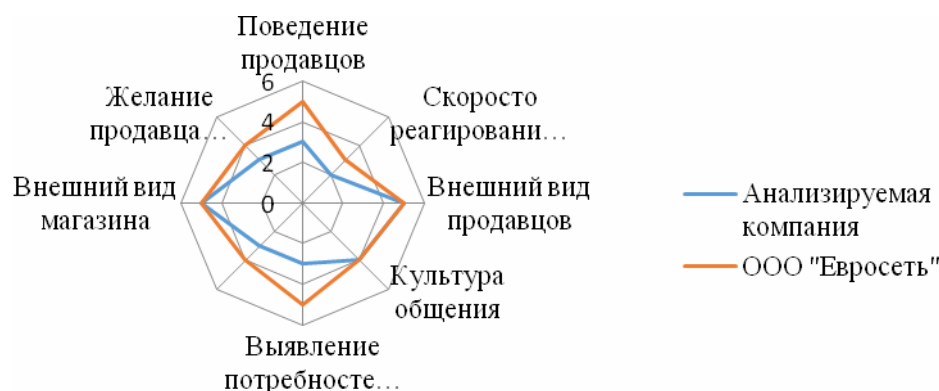 Поведение
продавцов
Скоросто
реагировани…
Внешний вид
продавцов
Культура
общения
Выявление
потребносте…
Внешний вид
магазина
Желание
продавца…
6
4
2
0
Анализируемая
компания
ООО "Евросеть"